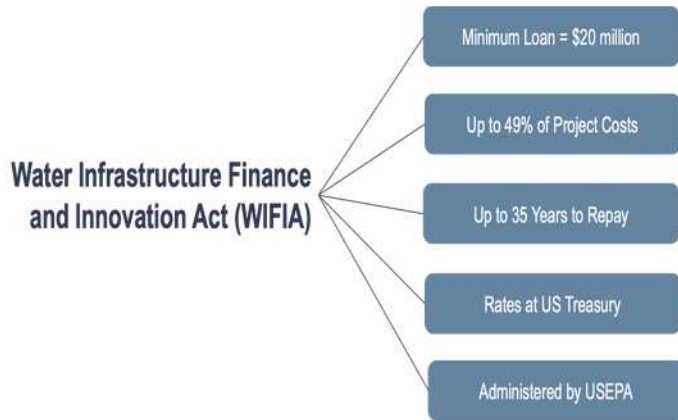 Water Infrastructure Finance
and Innovation Act (WIFIA)
Minimum Loan = $20 million
Up to 49% of Project Costs
Up to 35 Years to Repay
Rates at US Treasury
Administered by USEPA